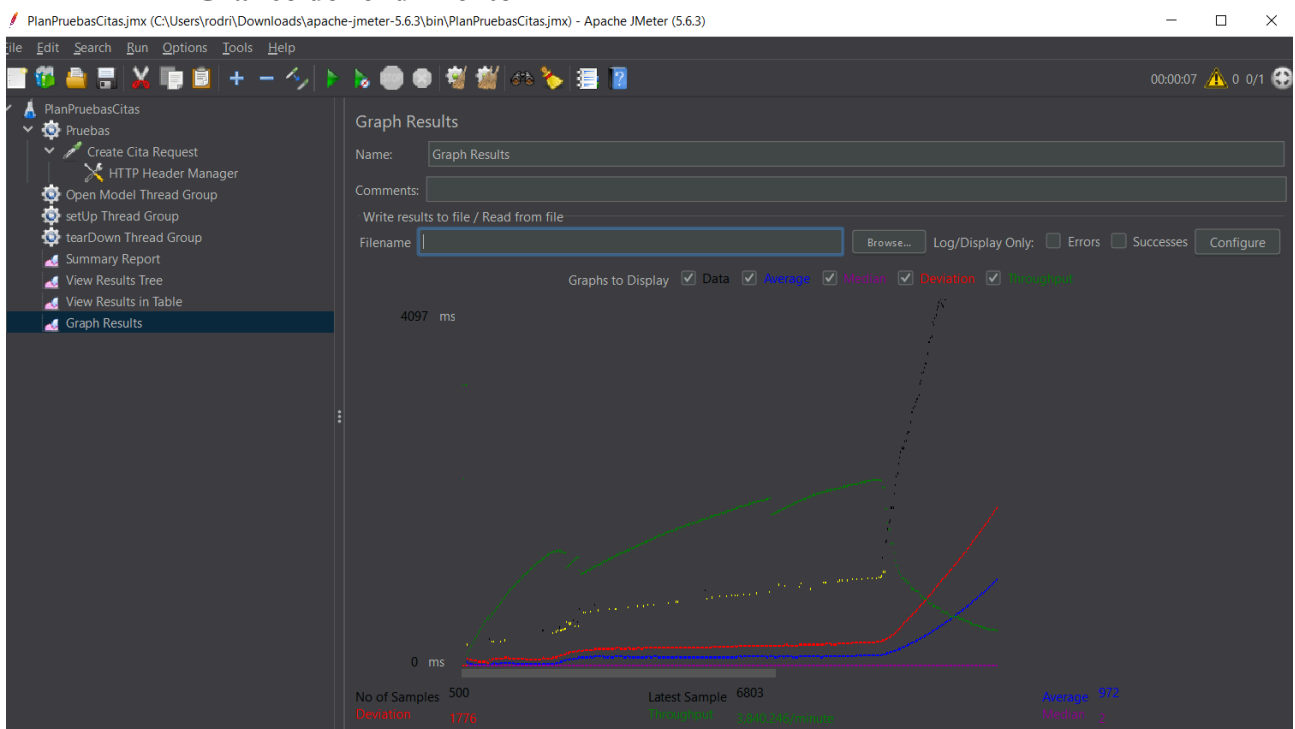 PlanPruebasCitas.jmx (C:\Users\rodri\Downloads\apache-jmeter-5.6.3\bin\PlanPruebasCitas.jmx) - Apache JMeter (5.6.3)
File Edit Search Run Options Tools Help
00:00:07 0 0/1
PlanPruebasCitas
Pruebas
Create Cita Request
HTTP Header Manager
Open Model Thread Group
setUp Thread Group
tearDown Thread Group
Summary Report
View Results Tree
View Results in Table
Graph Results
Graph Results
Name: Graph Results
Comments:
Write results to file / Read from file
Filename Browse... Log/Display Only: Errors Successes Configure
Graphs to Display Data Average Median Deviation Throughput
4097 ms
0 ms
No of Samples 500 Latest Sample 6803 Average 972
Deviation 1776 Throughput 3,840.246/minute Median